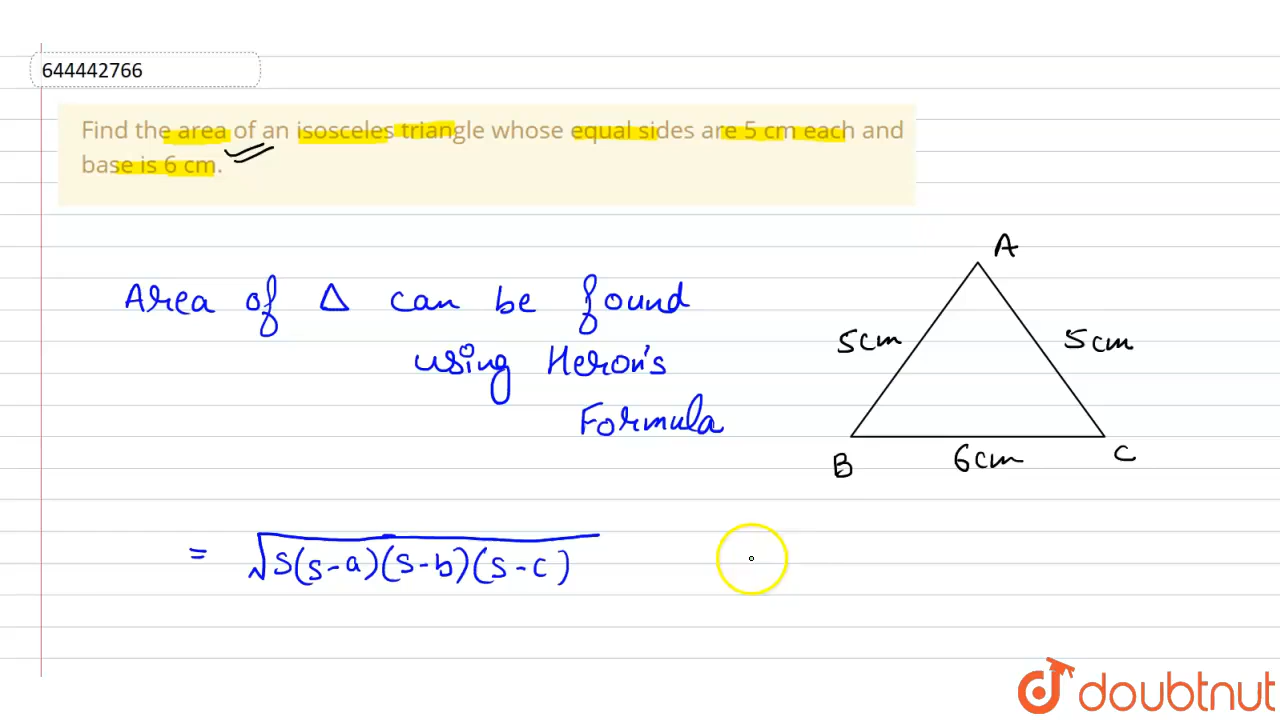 644442766
Find the area of an isosceles triangle whose equal sides are 5 cm each and
base is 6 cm.
Area of Δ can be found
using Heron's
Formula
= √s(s-a)(s-b)(s-c)
A
5cm 5cm
B 6cm C
doubtnut